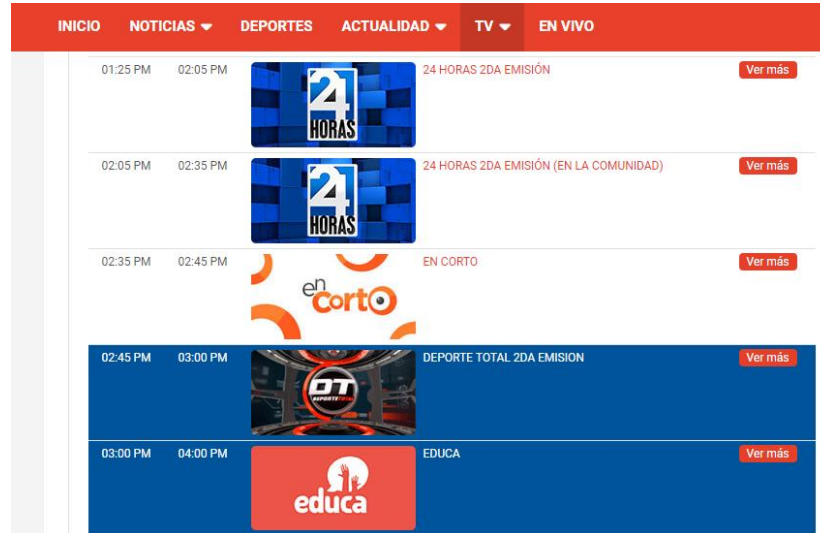 INICIO NOTICIAS DEPORTES ACTUALIDAD TV EN VIVO
01:25 PM 02:05 PM 24 HORAS 24 HORAS 2DA EMISIÓN Ver más
02:05 PM 02:35 PM 24 HORAS 24 HORAS 2DA EMISIÓN (EN LA COMUNIDAD) Ver más
02:35 PM 02:45 PM en corto EN CORTO Ver más
02:45 PM 03:00 PM DT DEPORTETOTAL DEPORTE TOTAL 2DA EMISION Ver más
03:00 PM 04:00 PM educa EDUCA Ver más